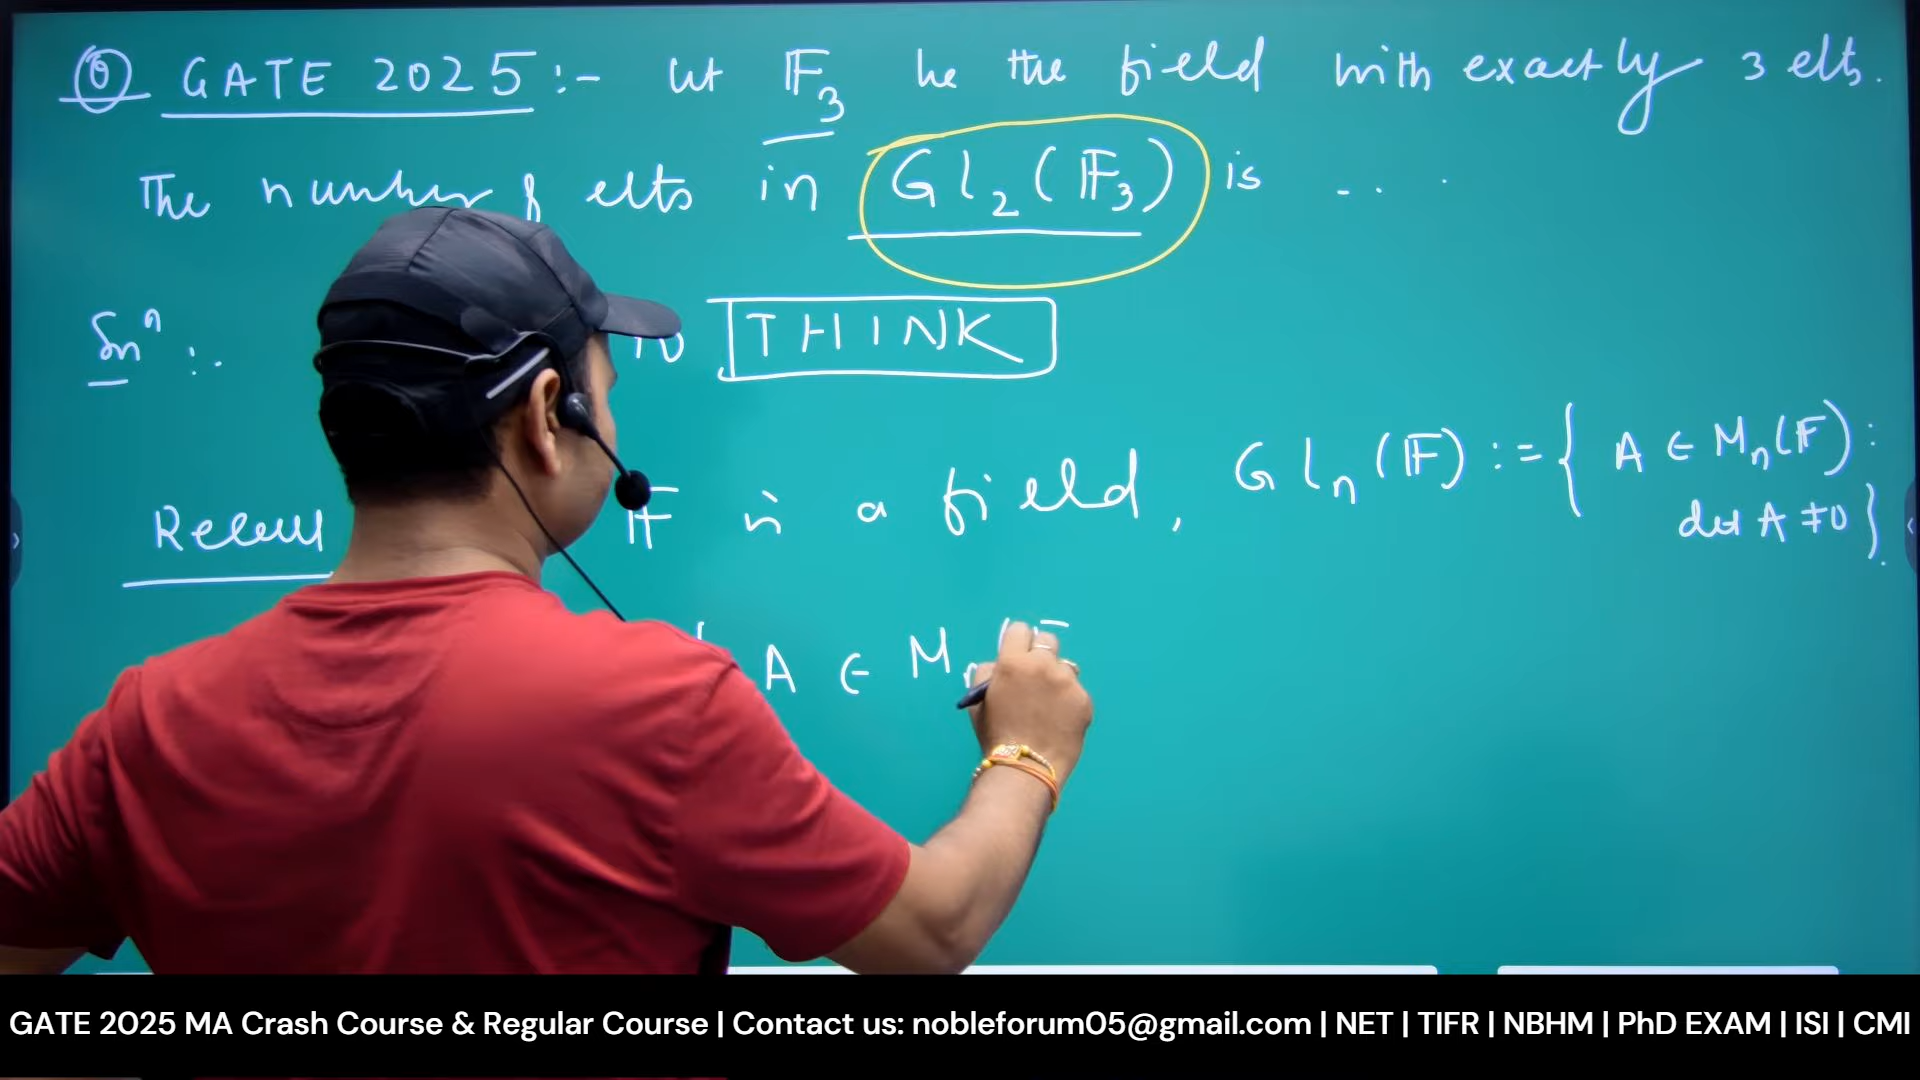 Q GATE 2025 :- let F₃ be the field with exactly 3 elts.
The number of elts in GL₂(F₃) is ...
Solⁿ :. TO THINK
Recall F is a field, GLₙ(F) := { A ∈ Mₙ(F) :
det A ≠ 0 }.
A ∈ Mₙ
GATE 2025 MA Crash Course & Regular Course | Contact us: nobleforum05@gmail.com | NET | TIFR | NBHM | PhD EXAM | ISI | CMI